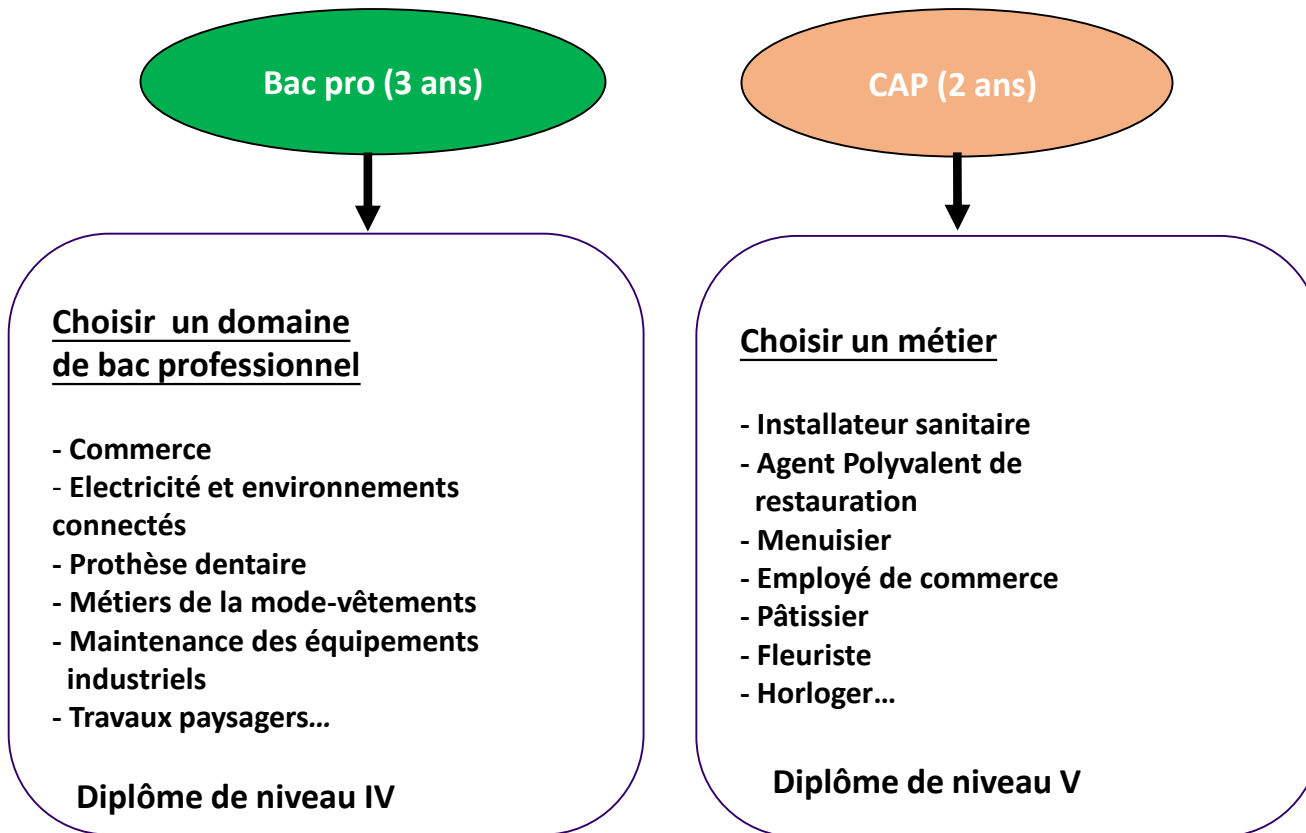 Bac pro (3 ans)
CAP (2 ans)
Choisir un domaine
de bac professionnel
- Commerce
- Electricité et environnements
connectés
- Prothèse dentaire
- Métiers de la mode-vêtements
- Maintenance des équipements
industriels
- Travaux paysagers...
Diplôme de niveau IV
Choisir un métier
- Installateur sanitaire
- Agent Polyvalent de
restauration
- Menuisier
- Employé de commerce
- Pâtissier
- Fleuriste
- Horloger...
Diplôme de niveau V